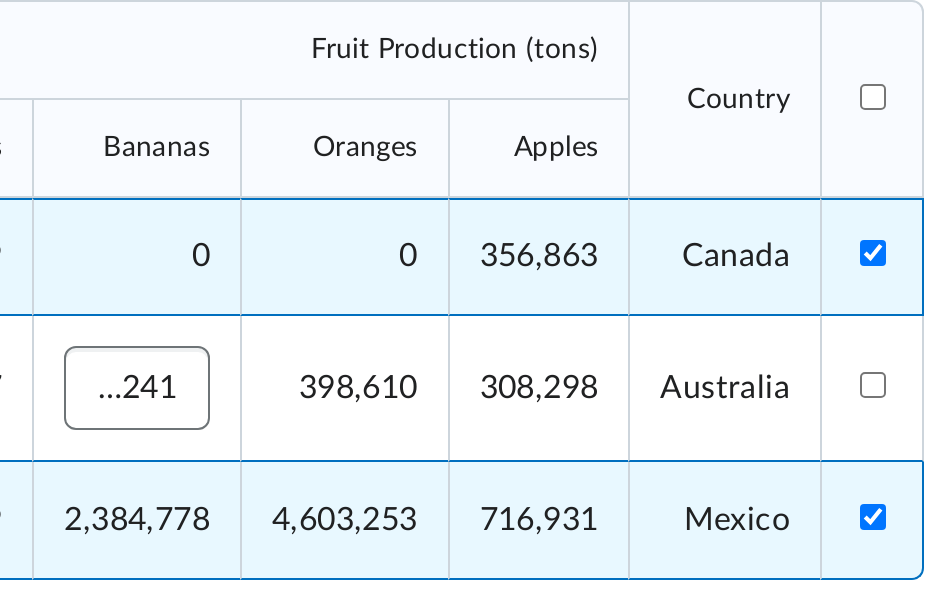 Fruit Production (tons)
Country
Bananas Oranges Apples
0 0 356,863 Canada
...241 398,610 308,298 Australia
2,384,778 4,603,253 716,931 Mexico